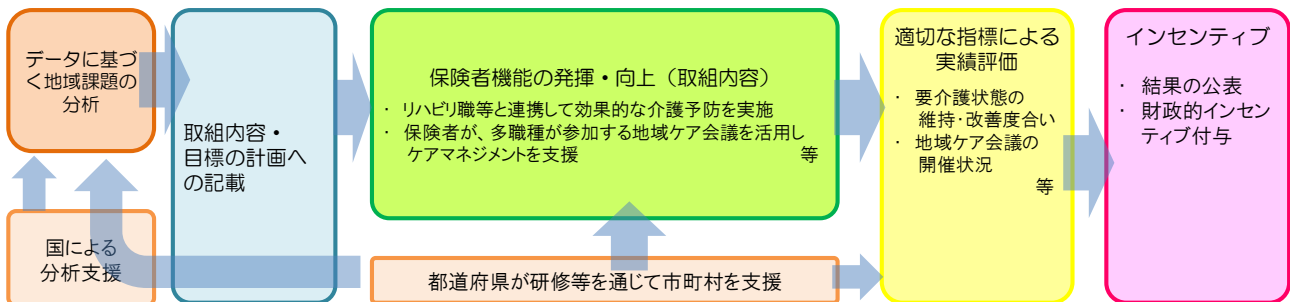 データに基づ
く地域課題の
分析
国による
分析支援
取組内容・
目標の計画へ
の記載
保険者機能の発揮・向上（取組内容）
・ リハビリ職等と連携して効果的な介護予防を実施
・ 保険者が、多職種が参加する地域ケア会議を活用し
ケアマネジメントを支援 等
都道府県が研修等を通じて市町村を支援
適切な指標による
実績評価
・ 要介護状態の
維持・改善度合い
・ 地域ケア会議の
開催状況
等
インセンティブ
・ 結果の公表
・ 財政的インセン
ティブ付与